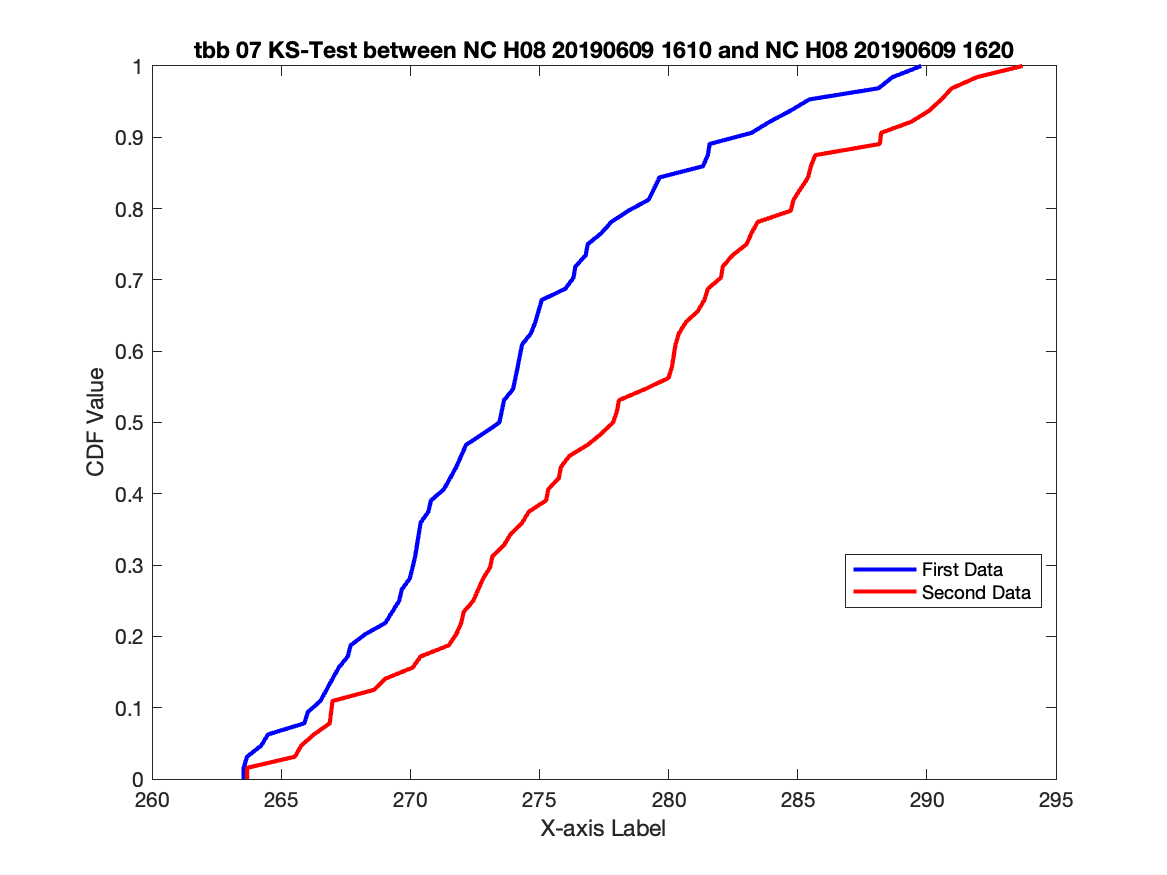 tbb 07 KS-Test between NC H08 20190609 1610 and NC H08 20190609 1620
1
0.9
0.8
0.7
0.6
0.5
0.4
0.3
0.2
0.1
0
CDF Value
First Data
Second Data
260 265 270 275 280 285 290 295
X-axis Label